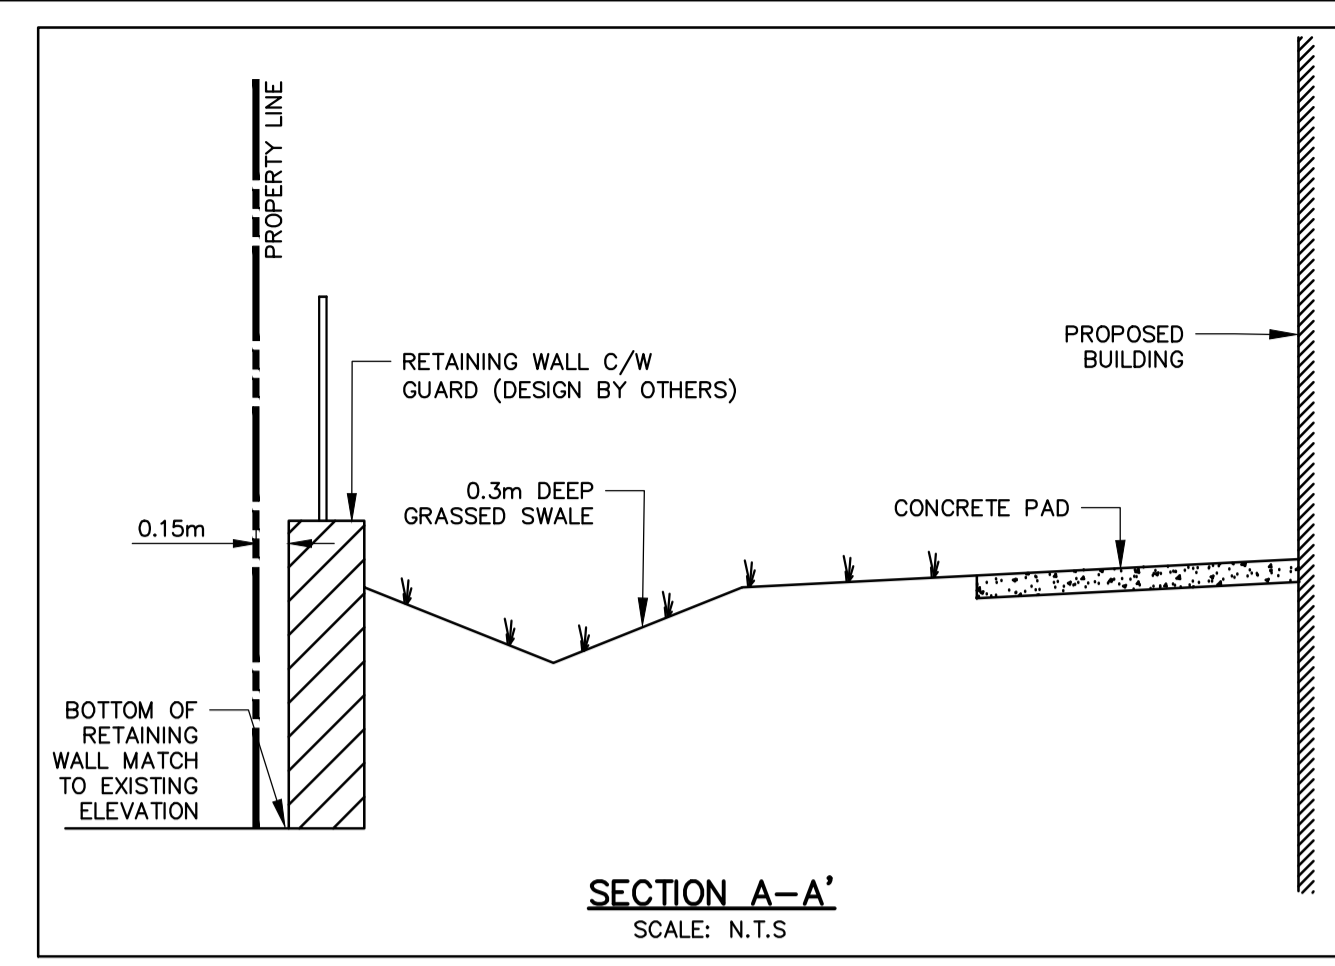 PROPERTY LINE
RETAINING WALL C/W
GUARD (DESIGN BY OTHERS)
PROPOSED
BUILDING
0.3m DEEP
GRASSED SWALE
CONCRETE PAD
0.15m
BOTTOM OF
RETAINING
WALL MATCH
TO EXISTING
ELEVATION
SECTION A-A'
SCALE: N.T.S